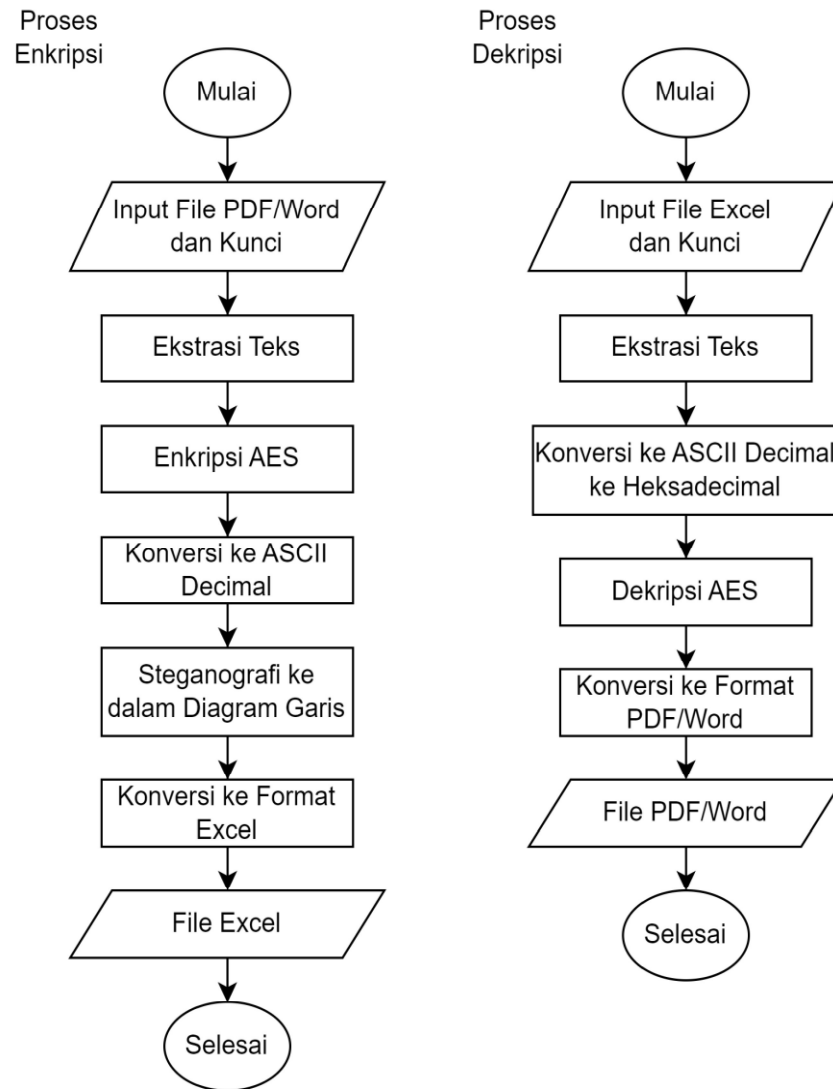 Proses
Enkripsi
Mulai
Input File PDF/Word
dan Kunci
Ekstrasi Teks
Enkripsi AES
Konversi ke ASCII
Decimal
Steganografi ke
dalam Diagram Garis
Konversi ke Format
Excel
File Excel
Selesai
Proses
Dekripsi
Mulai
Input File Excel
dan Kunci
Ekstrasi Teks
Konversi ke ASCII Decimal
ke Heksadecimal
Dekripsi AES
Konversi ke Format
PDF/Word
File PDF/Word
Selesai